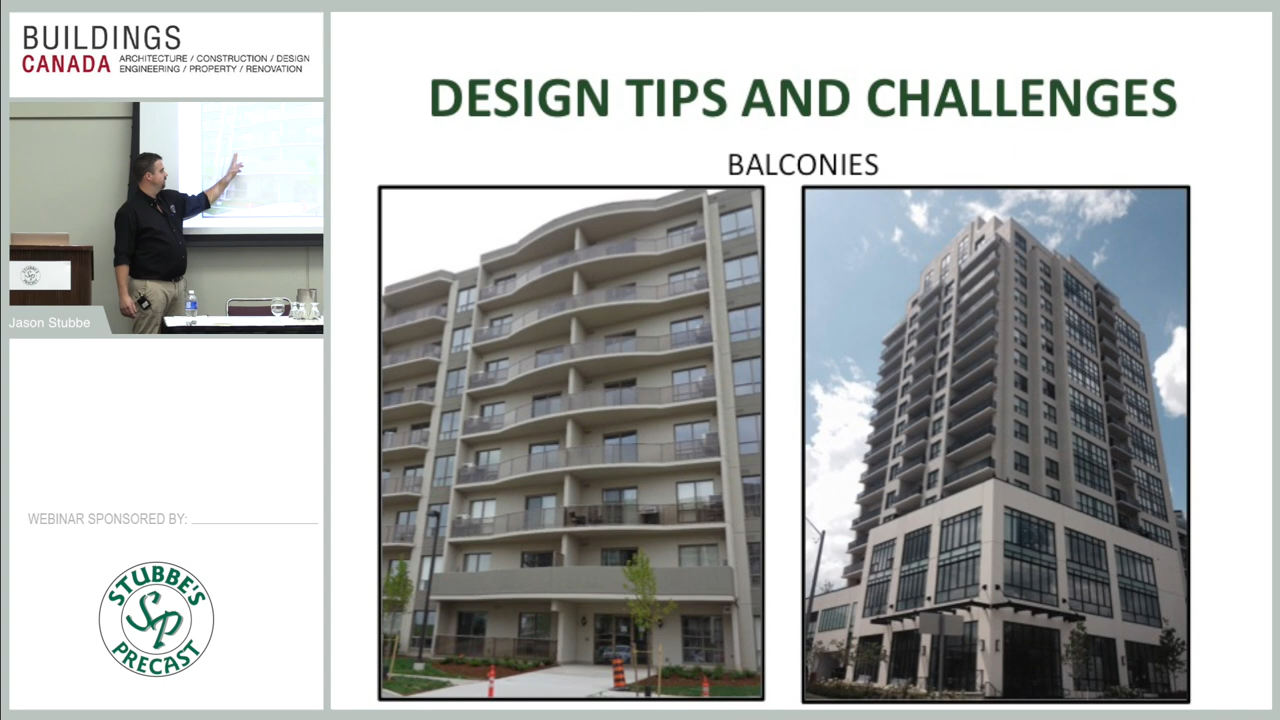 BUILDINGS
CANADA ARCHITECTURE / CONSTRUCTION / DESIGN
ENGINEERING / PROPERTY / RENOVATION
Jason Stubbe
WEBINAR SPONSORED BY:
STUBBE'S
SP
PRECAST
DESIGN TIPS AND CHALLENGES
BALCONIES